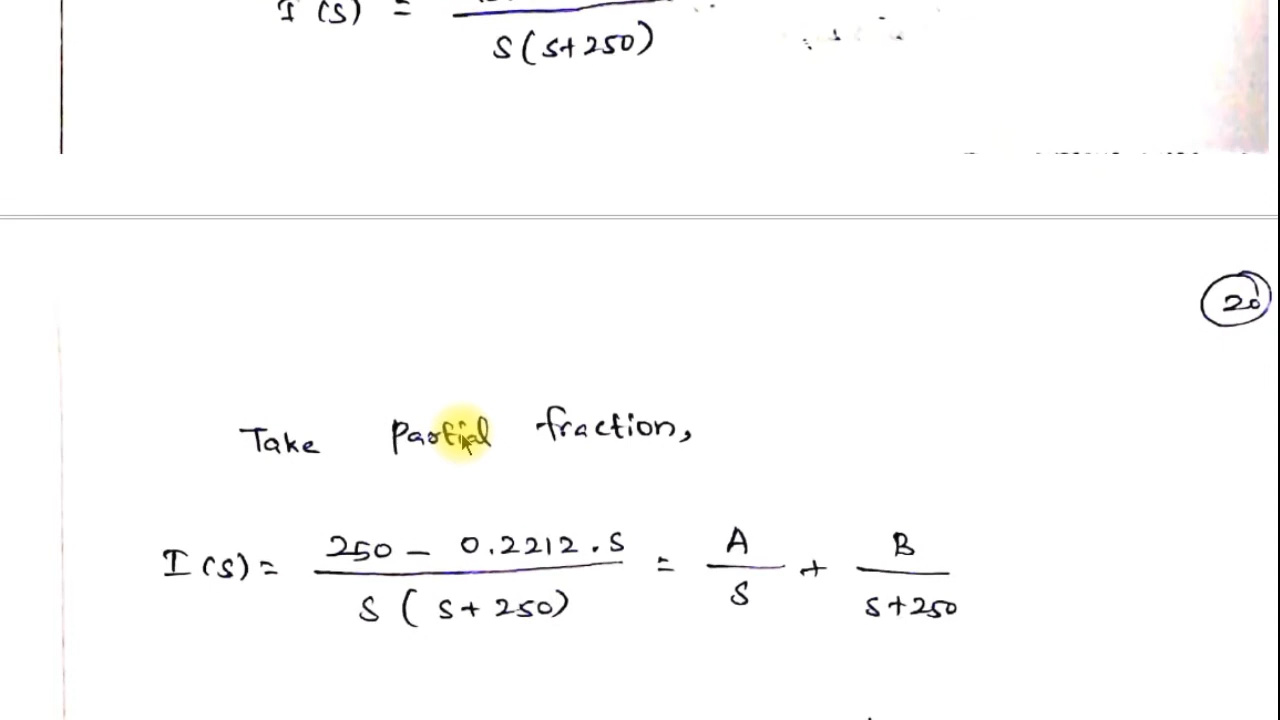 I (s) =
s(s+250)
20
Take Partial fraction,
I (s) = 250 - 0.2212 . s / s ( s + 250) = A / s + B / s+250